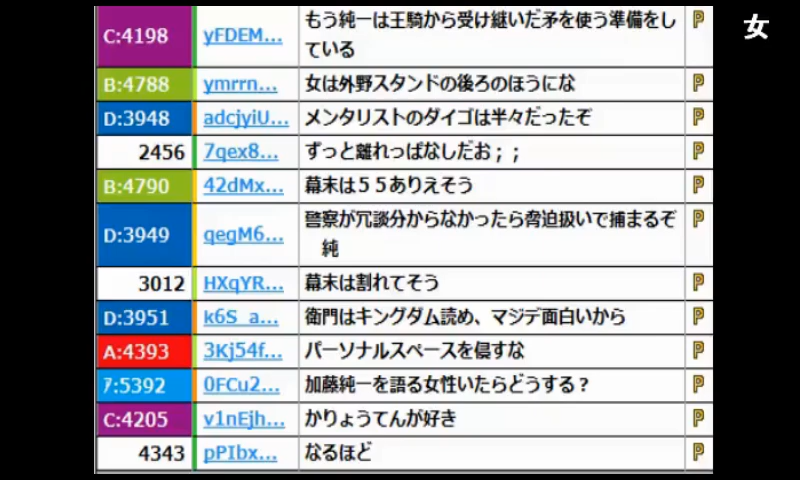 女
C:4198 yFDEM... もう純一は王騎から受け継いだ矛を使う準備をし P
ている
B:4788 ymrrn... 女は外野スタンドの後ろのほうにな P
D:3948 adcjyiU... メンタリストのダイゴは半々だったぞ P
2456 7qex8... ずっと離れっぱなしだお；； P
B:4790 42dMx... 幕末は５５ありえそう P
D:3949 qegM6... 警察が冗談分からなかったら脅迫扱いで捕まるぞ P
純
3012 HXqYR... 幕末は割れてそう P
D:3951 k6S_a... 衛門はキングダム読め、マジデ面白いから P
A:4393 3Kj54f... パーソナルスペースを侵すな P
ｱ:5392 0FCu2... 加藤純一を語る女性いたらどうする？ P
C:4205 v1nEjh... かりょうてんが好き P
4343 pPIbx... なるほど P